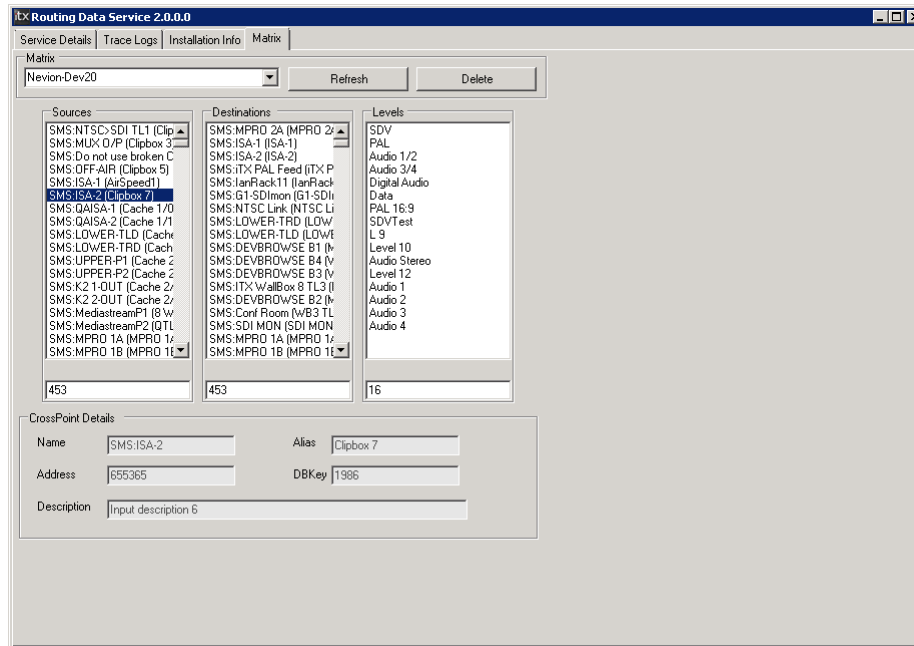 itx Routing Data Service 2.0.0.0
Service Details Trace Logs Installation Info Matrix
Matrix
Nevion-Dev20 Refresh Delete
Sources
SMS:NTSC>SDI TL1 (Clip
SMS:MUX O/P (Clipbox 3)
SMS:Do not use broken C
SMS:OFF-AIR (Clipbox 5)
SMS:ISA-1 (AirSpeed1)
SMS:ISA-2 (Clipbox 7)
SMS:QAISA-1 (Cache 1/0
SMS:QAISA-2 (Cache 1/1
SMS:LOWER-TLD (Cache
SMS:LOWER-TRD (Cach
SMS:UPPER-P1 (Cache 2
SMS:UPPER-P2 (Cache 2
SMS:K2 1-OUT (Cache 2/
SMS:K2 2-OUT (Cache 2/
SMS:MediastreamP1 (8 W
SMS:MediastreamP2 (QTL
SMS:MPRO 1A (MPRO 1A
SMS:MPRO 1B (MPRO 1B
453
Destinations
SMS:MPRO 2A (MPRO 2A
SMS:ISA-1 (ISA-1)
SMS:ISA-2 (ISA-2)
SMS:iTX PAL Feed (iTX P
SMS:IanRack11 (IanRack
SMS:G1-SDImon (G1-SDI
SMS:NTSC Link (NTSC Li
SMS:LOWER-TRD (LOW
SMS:LOWER-TLD (LOWE
SMS:DEVBROWSE B1 (M
SMS:DEVBROWSE B4 (V
SMS:DEVBROWSE B3 (V
SMS:ITX WallBox 8 TL3 (I
SMS:DEVBROWSE B2 (M
SMS:Conf Room (WB3 TL
SMS:SDI MON (SDI MON
SMS:MPRO 1A (MPRO 1A
SMS:MPRO 1B (MPRO 1B
453
Levels
SDV
PAL
Audio 1/2
Audio 3/4
Digital Audio
Data
PAL 16:9
SDVTest
L 9
Level 10
Audio Stereo
Level 12
Audio 1
Audio 2
Audio 3
Audio 4
16
CrossPoint Details
Name SMS:ISA-2 Alias Clipbox 7
Address 655365 DBKey 1986
Description Input description 6